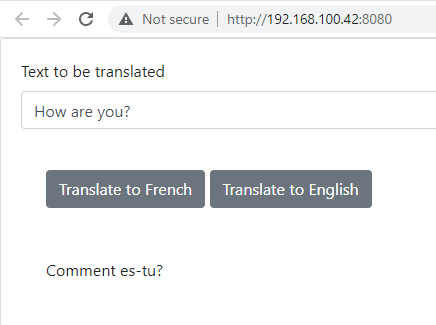 Not secure | http://192.168.100.42:8080
Text to be translated
How are you?
Translate to French Translate to English
Comment es-tu?